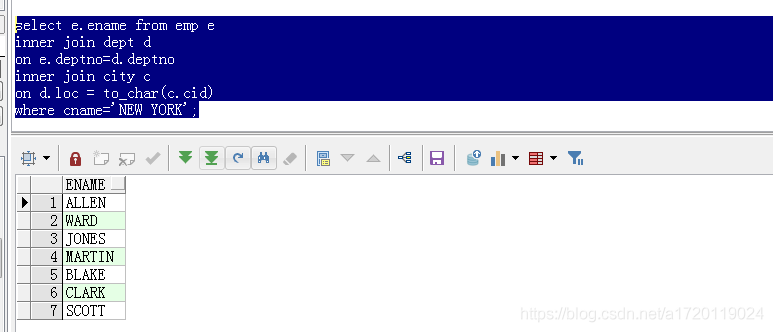 select e.ename from emp e
inner join dept d
on e.deptno=d.deptno
inner join city c
on d.loc = to_char(c.cid)
where cname='NEW YORK';
ENAME
1 ALLEN
2 WARD
3 JONES
4 MARTIN
5 BLAKE
6 CLARK
7 SCOTT
https://blog.csdn.net/a1720119024